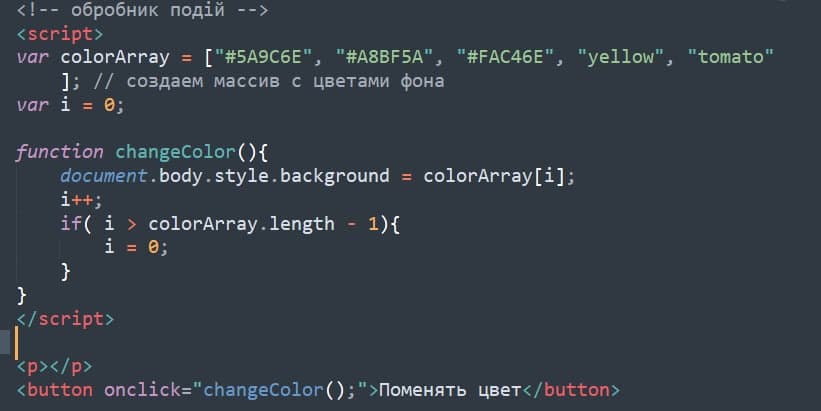 <!-- обробник подій -->
<script>
var colorArray = ["#5A9C6E", "#A8BF5A", "#FAC46E", "yellow", "tomato"
]; // создаем массив с цветами фона
var i = 0;
function changeColor(){
document.body.style.background = colorArray[i];
i++;
if( i > colorArray.length - 1){
i = 0;
}
}
</script>
<p></p>
<button onclick="changeColor();">Поменять цвет</button>